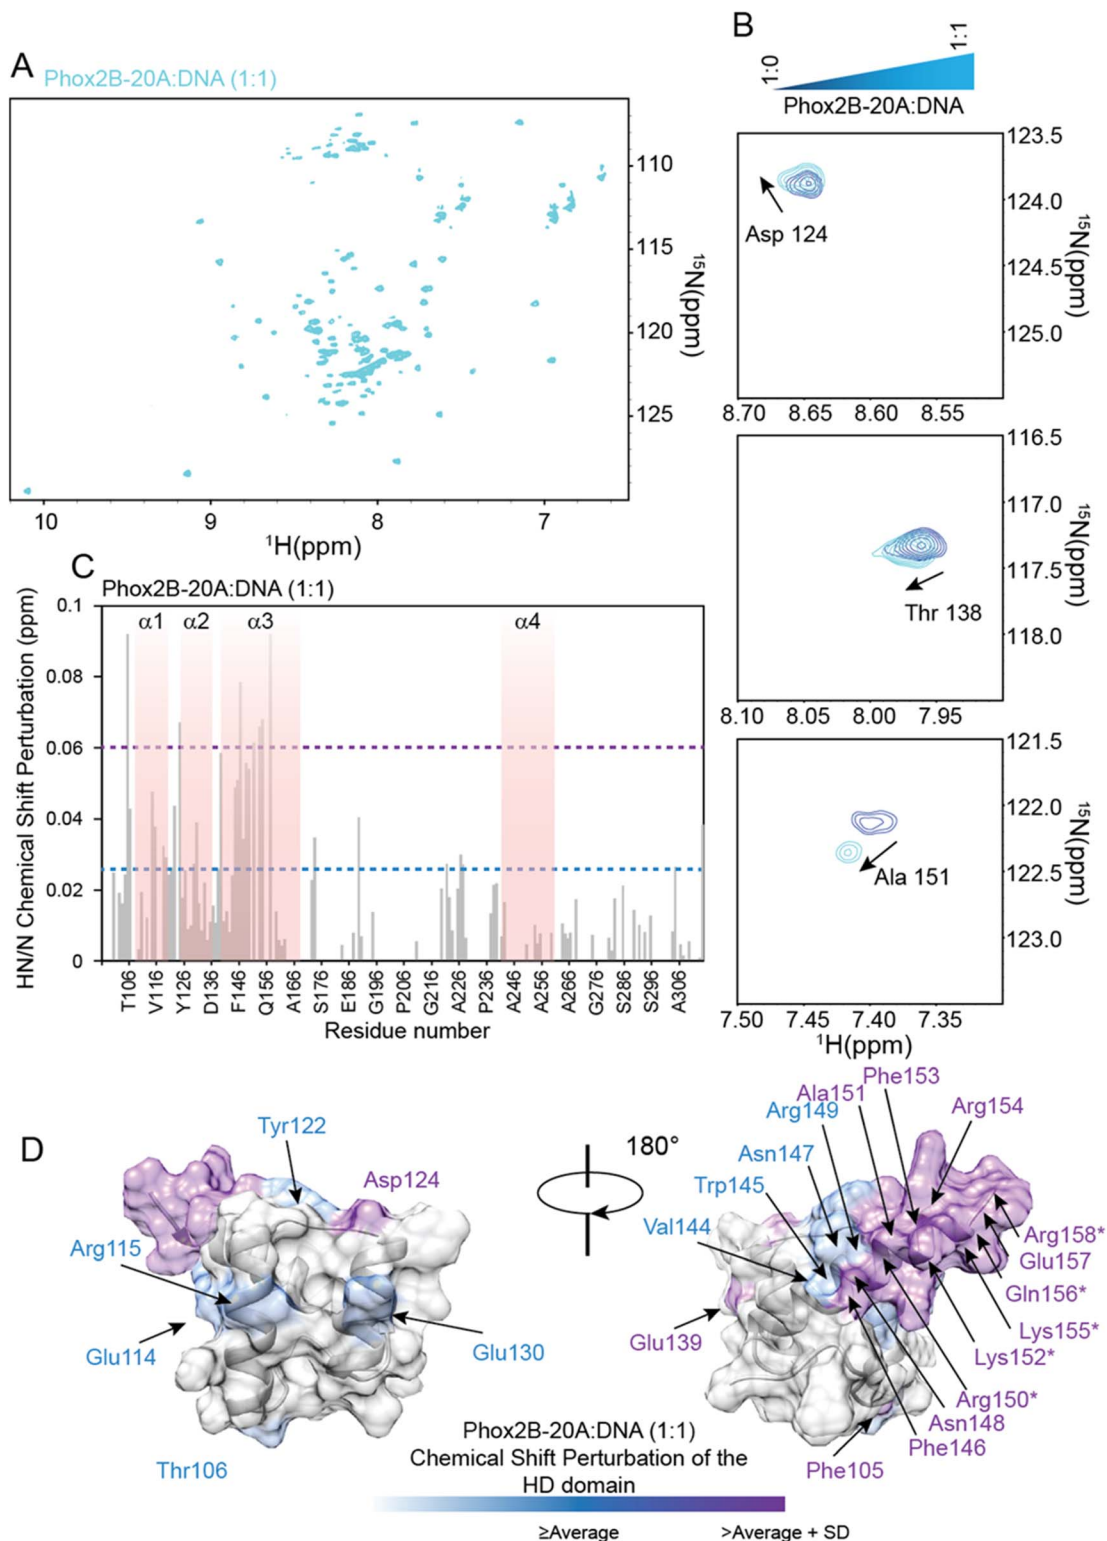 A
Phox2B-20A:DNA (1:1)
110
115
120
125
15N(ppm)
10
9
8
7
1H(ppm)
B
1:0
1:1
Phox2B-20A:DNA
123.5
124.0
124.5
125.0
15N(ppm)
Asp 124
8.70
8.65
8.60
8.55
116.5
117.0
117.5
118.0
15N(ppm)
Thr 138
8.10
8.05
8.00
7.95
121.5
122.0
122.5
123.0
15N(ppm)
Ala 151
7.50
7.45
7.40
7.35
1H(ppm)
C
Phox2B-20A:DNA (1:1)
HN/N Chemical Shift Perturbation (ppm)
0.1
0.08
0.06
0.04
0.02
0
α1
α2
α3
α4
T106
V116
Y126
D136
F146
Q156
A166
S176
E186
G196
P206
G216
A226
P236
A246
A256
A266
G276
S286
S296
A306
Residue number
D
Tyr122
Asp124
Arg115
Glu114
Glu130
Thr106
180°
Phe153
Ala151
Arg149
Arg154
Asn147
Trp145
Val144
Arg158*
Glu157
Gln156*
Glu139
Lys155*
Lys152*
Arg150*
Asn148
Phe146
Phe105
Phox2B-20A:DNA (1:1)
Chemical Shift Perturbation of the
HD domain
≥Average
>Average + SD